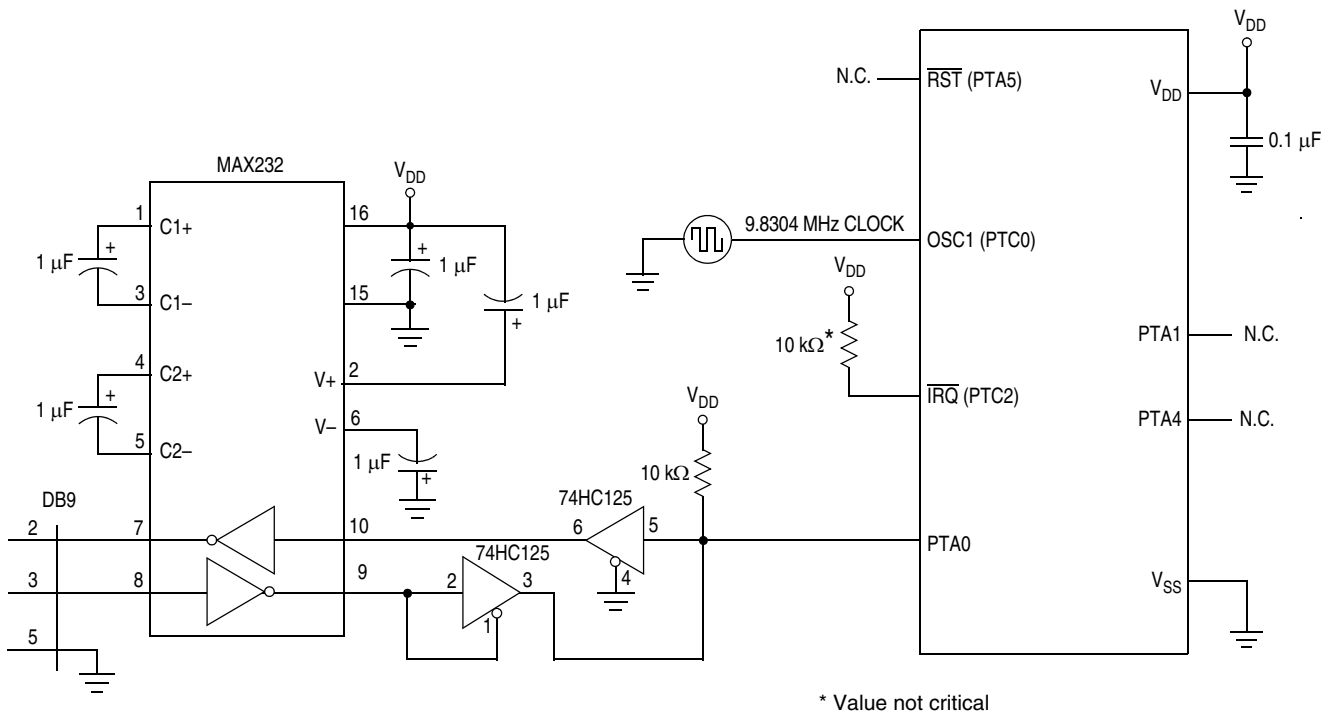 MAX232
1
C1+
+
1 µF
3
C1–
4
C2+
+
1 µF
5
C2–
16
VDD
+
1 µF
15
1 µF
+
V+
2
V–
6
1 µF
+
DB9
2
7
10
3
8
9
5
74HC125
2
3
1
74HC125
6
5
4
VDD
10 kΩ
N.C.
RST (PTA5)
9.8304 MHz CLOCK
OSC1 (PTC0)
VDD
10 kΩ*
IRQ (PTC2)
PTA0
VDD
VDD
0.1 µF
PTA1
N.C.
PTA4
N.C.
VSS
* Value not critical